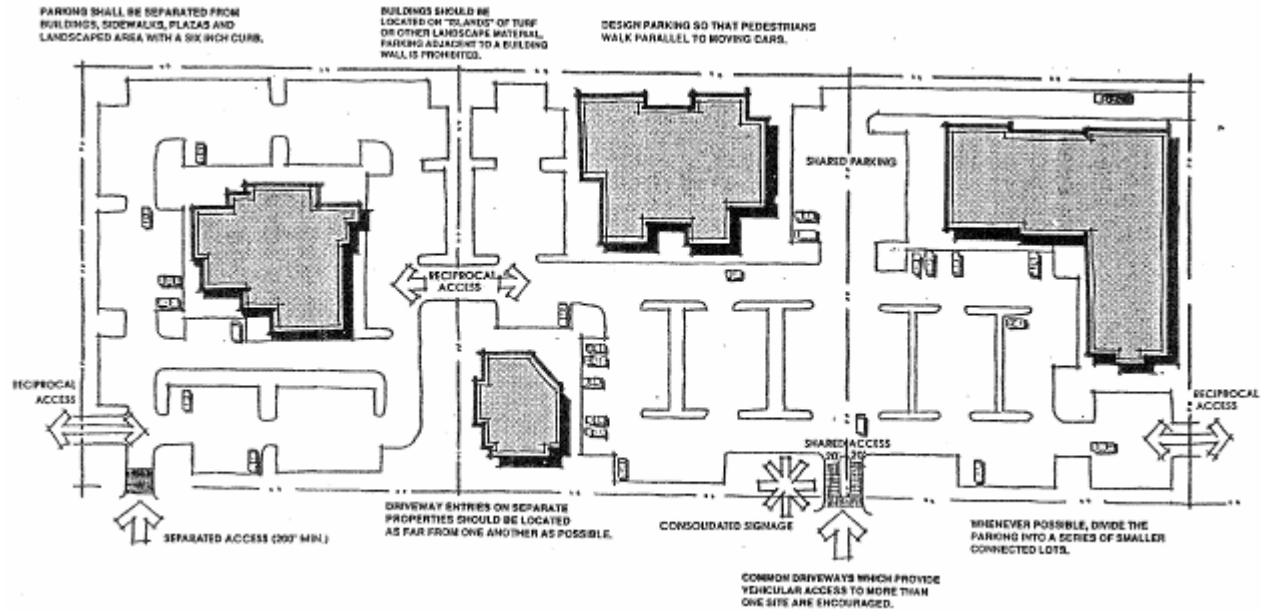 PARKING SHALL BE SEPARATED FROM
BUILDINGS, SIDEWALKS, PLAZAS AND
LANDSCAPED AREA WITH A SIX INCH CURB.
BUILDINGS SHOULD BE
LOCATED ON "ISLANDS" OF TURF
OR OTHER LANDSCAPE MATERIAL,
PARKING ADJACENT TO A BUILDING
WALL IS PROHIBITED.
DESIGN PARKING SO THAT PEDESTRIANS
WALK PARALLEL TO MOVING CARS.
SHARED PARKING
RECIPROCAL
ACCESS
RECIPROCAL
ACCESS
RECIPROCAL
ACCESS
SHARED ACCESS
20' 20'
DRIVEWAY ENTRIES ON SEPARATE
PROPERTIES SHOULD BE LOCATED
AS FAR FROM ONE ANOTHER AS POSSIBLE.
CONSOLIDATED SIGNAGE
WHENEVER POSSIBLE, DIVIDE THE
PARKING INTO A SERIES OF SMALLER
CONNECTED LOTS.
SEPARATED ACCESS (200' MIN.)
COMMON DRIVEWAYS WHICH PROVIDE
VEHICULAR ACCESS TO MORE THAN
ONE SITE ARE ENCOURAGED.